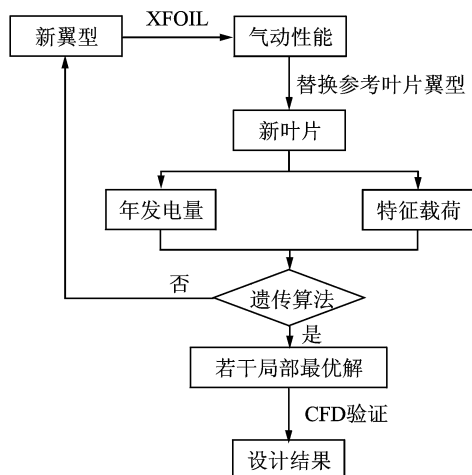 XFOIL
新翼型
气动性能
替换参考叶片翼型
新叶片
年发电量
特征载荷
否
遗传算法
是
若干局部最优解
CFD验证
设计结果